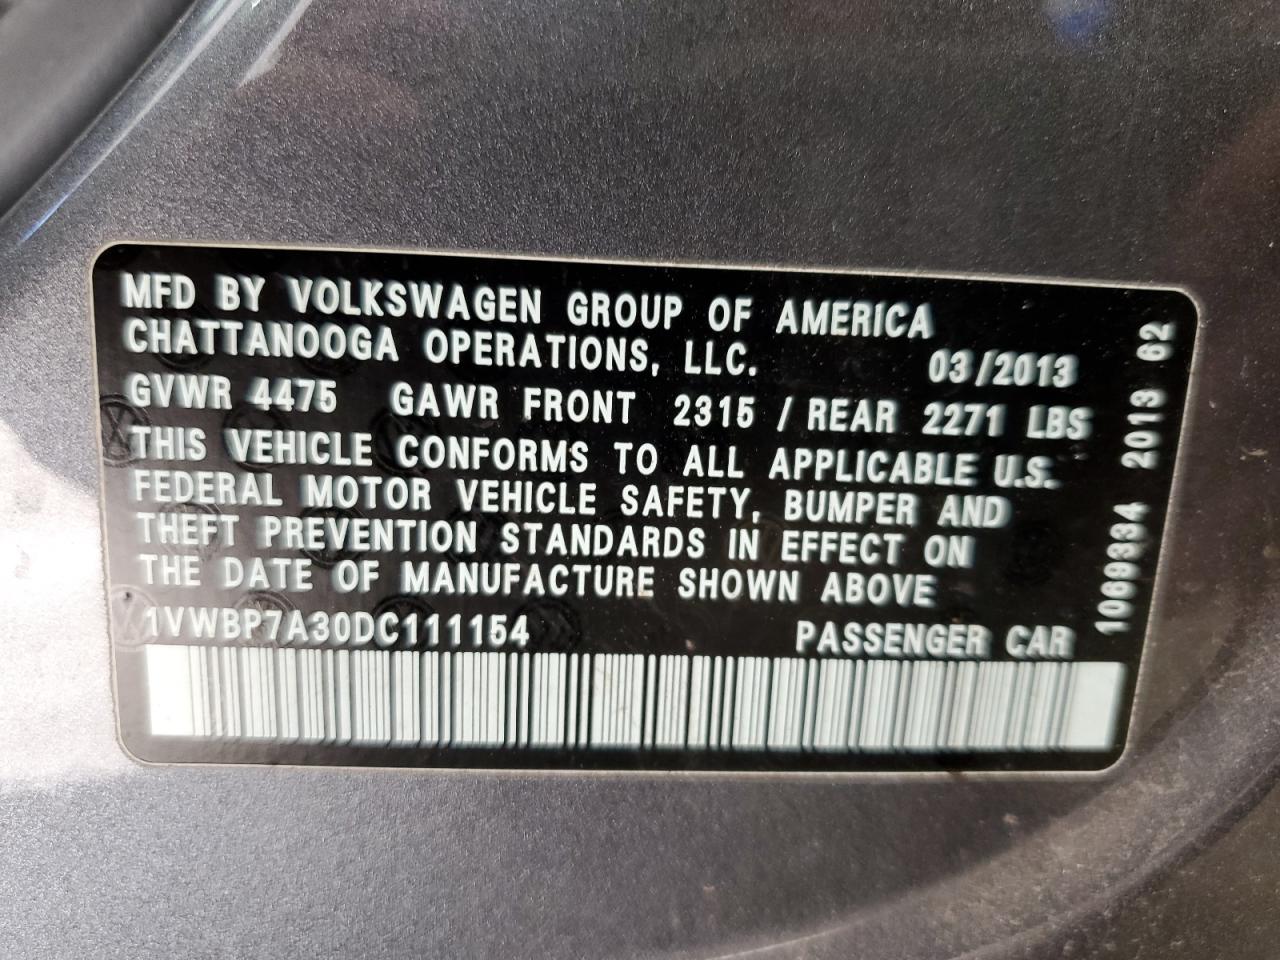 MFD BY VOLKSWAGEN GROUP OF AMERICA
CHATTANOOGA OPERATIONS, LLC. 03/2013
GVWR 4475 GAWR FRONT 2315 / REAR 2271 LBS
THIS VEHICLE CONFORMS TO ALL APPLICABLE U.S.
FEDERAL MOTOR VEHICLE SAFETY, BUMPER AND
THEFT PREVENTION STANDARDS IN EFFECT ON
THE DATE OF MANUFACTURE SHOWN ABOVE
1VWBP7A30DC111154 PASSENGER CAR
1069334 2013 62